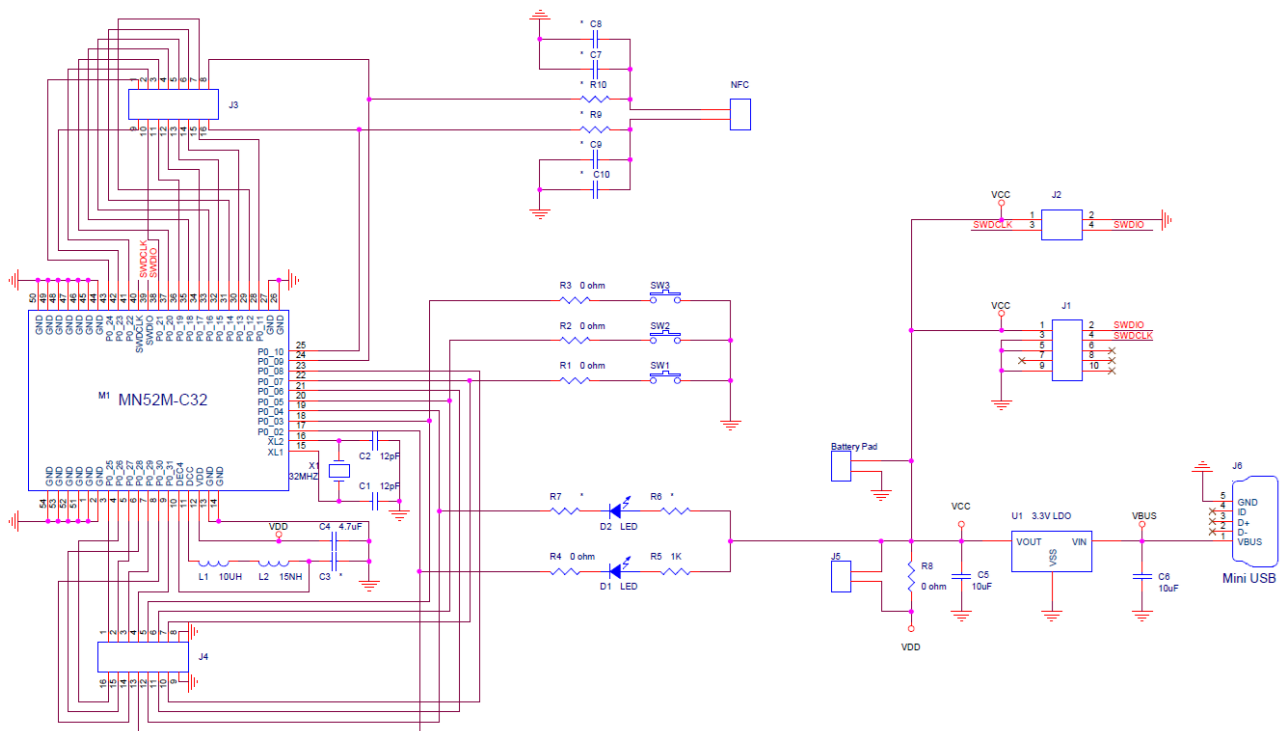 * C8
* C7
* R10
* R9
* C9
* C10
NFC
1 2 3 4 5 6 7 8
J3
9 10 11 12 13 14 15 16
VCC
J2
1 2
SWDCLK 3 4 SWDIO
SWDCLK
SWDIO
50 49 48 47 46 45 44 43 42 41 40 39 38 37 36 35 34 33 32 31 30 29 28 27 26
GND GND GND GND GND GND GND P0_24 P0_23 P0_22 SWDCLK SWDIO P0_21 P0_20 P0_19 P0_18 P0_17 P0_16 P0_15 P0_14 P0_13 P0_12 P0_11 GND GND
R3 0 ohm SW3
R2 0 ohm SW2
R1 0 ohm SW1
VCC
J1
1 2 SWDIO
3 4 SWDCLK
5 6
7 8
9 10
P0_10 25
P0_09 24
P0_08 23
P0_07 22
P0_06 21
P0_05 20
P0_04 19
P0_03 18
P0_02 17
XL2 16
XL1 15
M1 MN52M-C32
X1
32MHZ
C2 12pF
C1 12pF
GND GND GND GND GND GND P0_25 P0_26 P0_27 P0_28 P0_29 P0_30 P0_31 DEC4 DCC VDD GND GND
54 53 52 51 1 2 3 4 5 6 7 8 9 10 11 12 13 14
Battery Pad
R7 * R6 *
D2 LED
R4 0 ohm R5 1K
D1 LED
VDD
C4 4.7uF
L1 10UH L2 15NH C3 *
J5
R8
0 ohm
VDD
VCC
C5
10uF
U1 3.3V LDO
VOUT VIN
VSS
VBUS
C6
10uF
J6
5 GND
4 ID
3 D+
2 D-
1 VBUS
Mini USB
1 2 3 4 5 6 7 8
J4
16 15 14 13 12 11 10 9